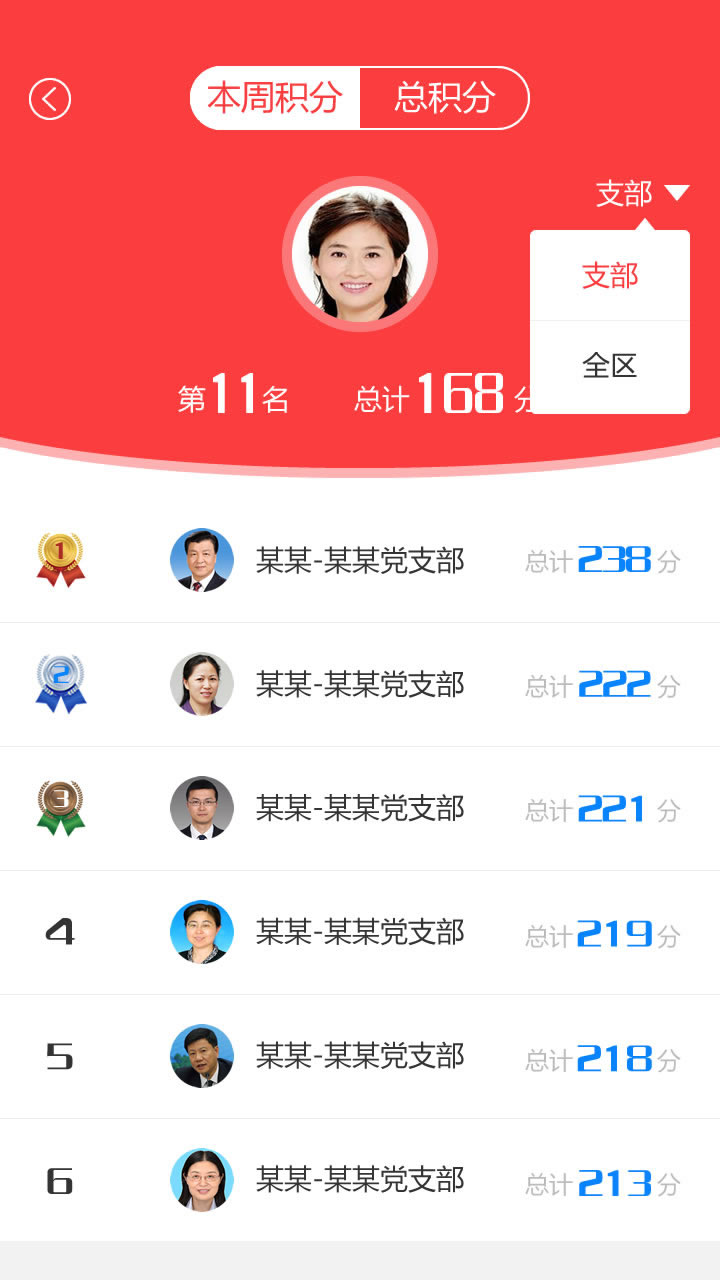 本周积分 总积分
支部
支部
全区
第11名 总计168分
1 某某-某某党支部 总计238分
2 某某-某某党支部 总计222分
3 某某-某某党支部 总计221分
4 某某-某某党支部 总计219分
5 某某-某某党支部 总计218分
6 某某-某某党支部 总计213分